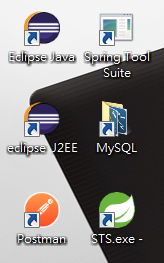 Eclipse Java
Spring Tool
Suite
eclipse J2EE
MySQL
Postman
STS.exe -